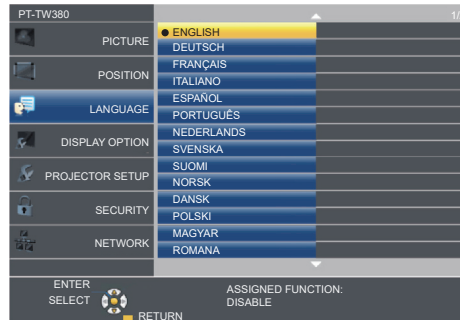 PT-TW380
1/
PICTURE
POSITION
LANGUAGE
DISPLAY OPTION
PROJECTOR SETUP
SECURITY
NETWORK
ENGLISH
DEUTSCH
FRANÇAIS
ITALIANO
ESPAÑOL
PORTUGUÊS
NEDERLANDS
SVENSKA
SUOMI
NORSK
DANSK
POLSKI
MAGYAR
ROMANA
ENTER
SELECT
RETURN
ASSIGNED FUNCTION:
DISABLE